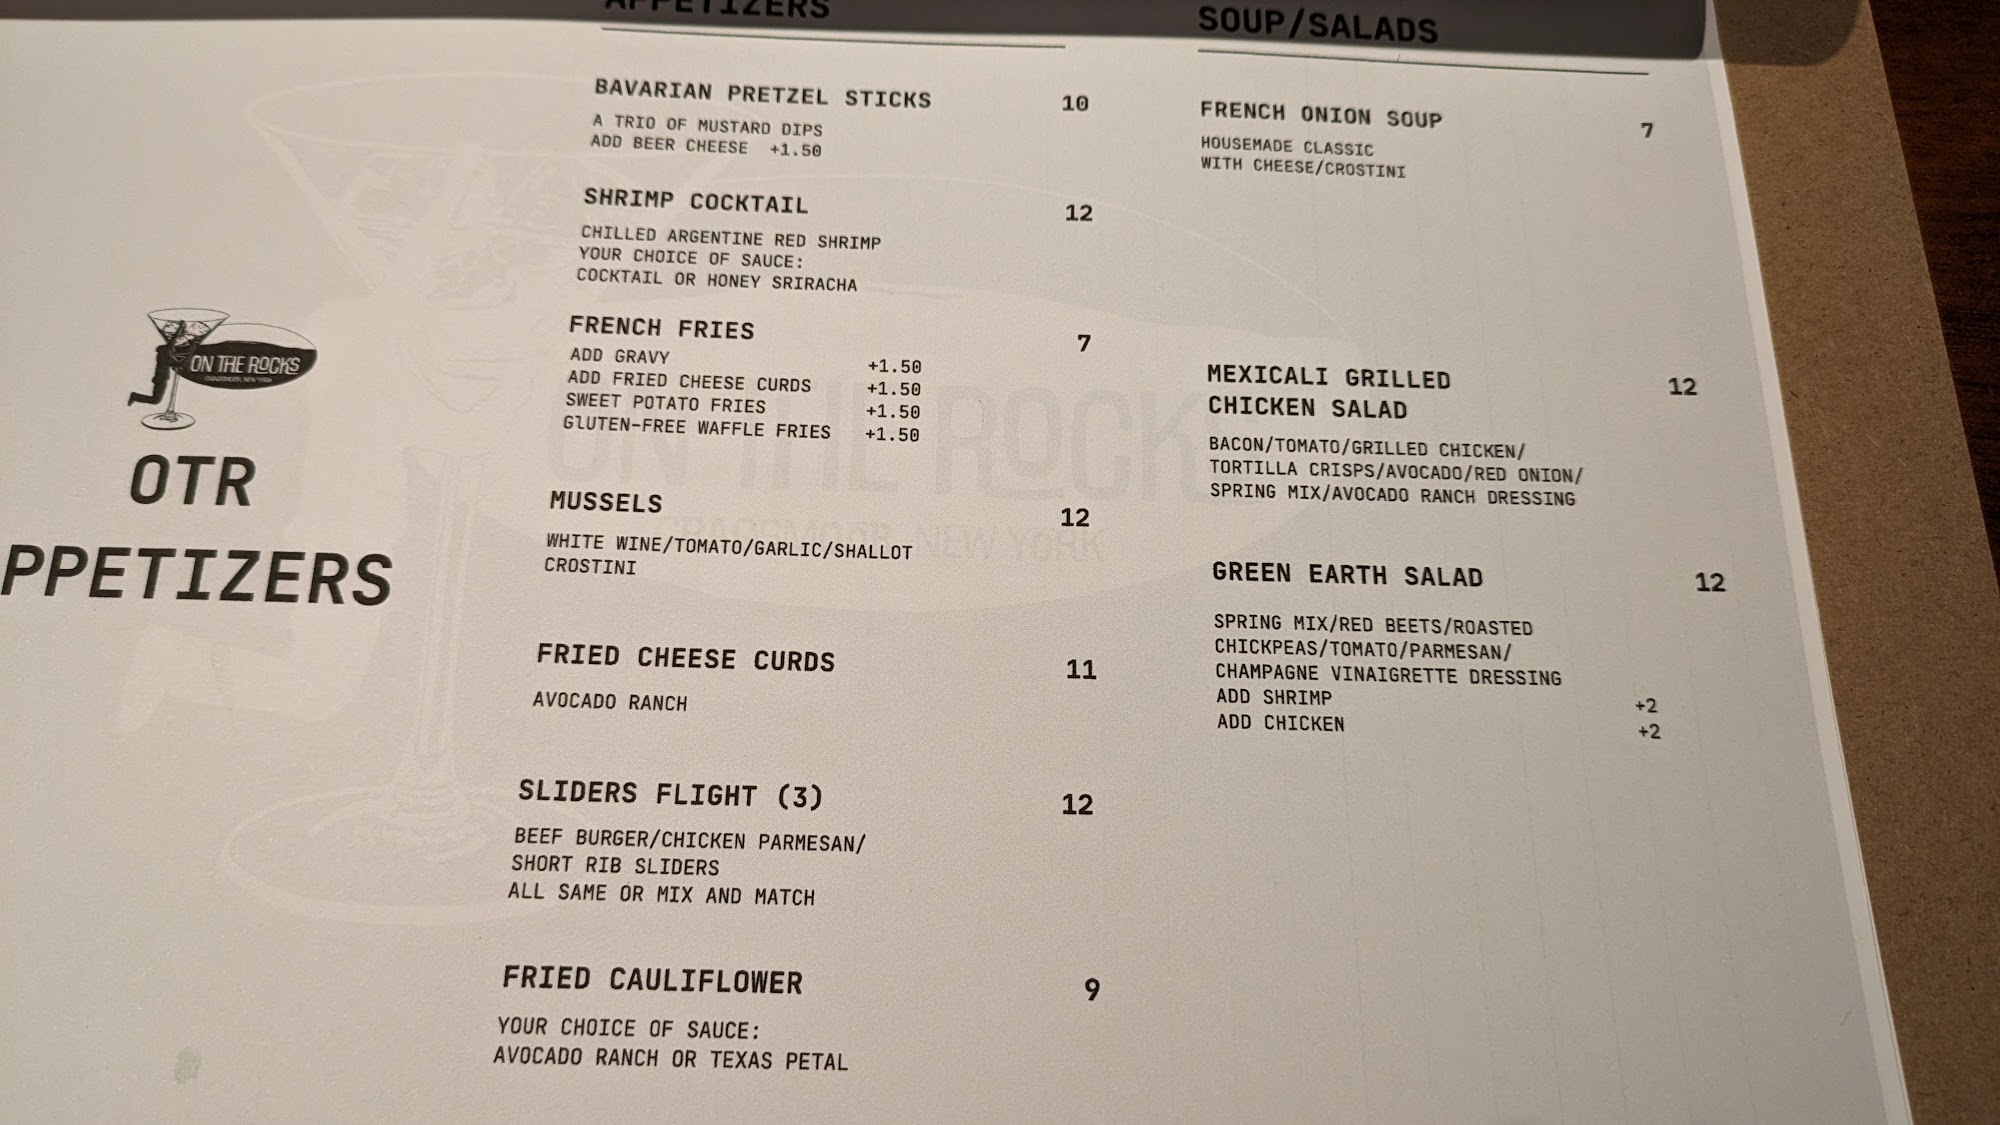 ON THE ROCKS
OTR
PPETIZERS
APPETIZERS
BAVARIAN PRETZEL STICKS 10
A TRIO OF MUSTARD DIPS
ADD BEER CHEESE +1.50
SHRIMP COCKTAIL 12
CHILLED ARGENTINE RED SHRIMP
YOUR CHOICE OF SAUCE:
COCKTAIL OR HONEY SRIRACHA
FRENCH FRIES 7
ADD GRAVY +1.50
ADD FRIED CHEESE CURDS +1.50
SWEET POTATO FRIES +1.50
GlUTEN-FREE WAFFLE FRIES +1.50
MUSSELS 12
WHITE WINE/TOMATO/GARLIC/SHALLOT
CROSTINI
FRIED CHEESE CURDS 11
AVOCADO RANCH
SLIDERS FLIGHT (3) 12
BEEF BURGER/CHICKEN PARMESAN/
SHORT RIB SLIDERS
ALL SAME OR MIX AND MATCH
FRIED CAULIFLOWER 9
YOUR CHOICE OF SAUCE:
AVOCADO RANCH OR TEXAS PETAL
SOUP/SALADS
FRENCH ONION SOUP 7
HOUSEMADE CLASSIC
WITH CHEESE/CROSTINI
MEXICALI GRILLED 12
CHICKEN SALAD
BACON/TOMATO/GRILLED CHICKEN/
TORTILLA CRISPS/AVOCADO/RED ONION/
SPRING MIX/AVOCADO RANCH DRESSING
GREEN EARTH SALAD 12
SPRING MIX/RED BEETS/ROASTED
CHICKPEAS/TOMATO/PARMESAN/
CHAMPAGNE VINAIGRETTE DRESSING
ADD SHRIMP +2
ADD CHICKEN +2
ON THE ROCKS
NEW YORK